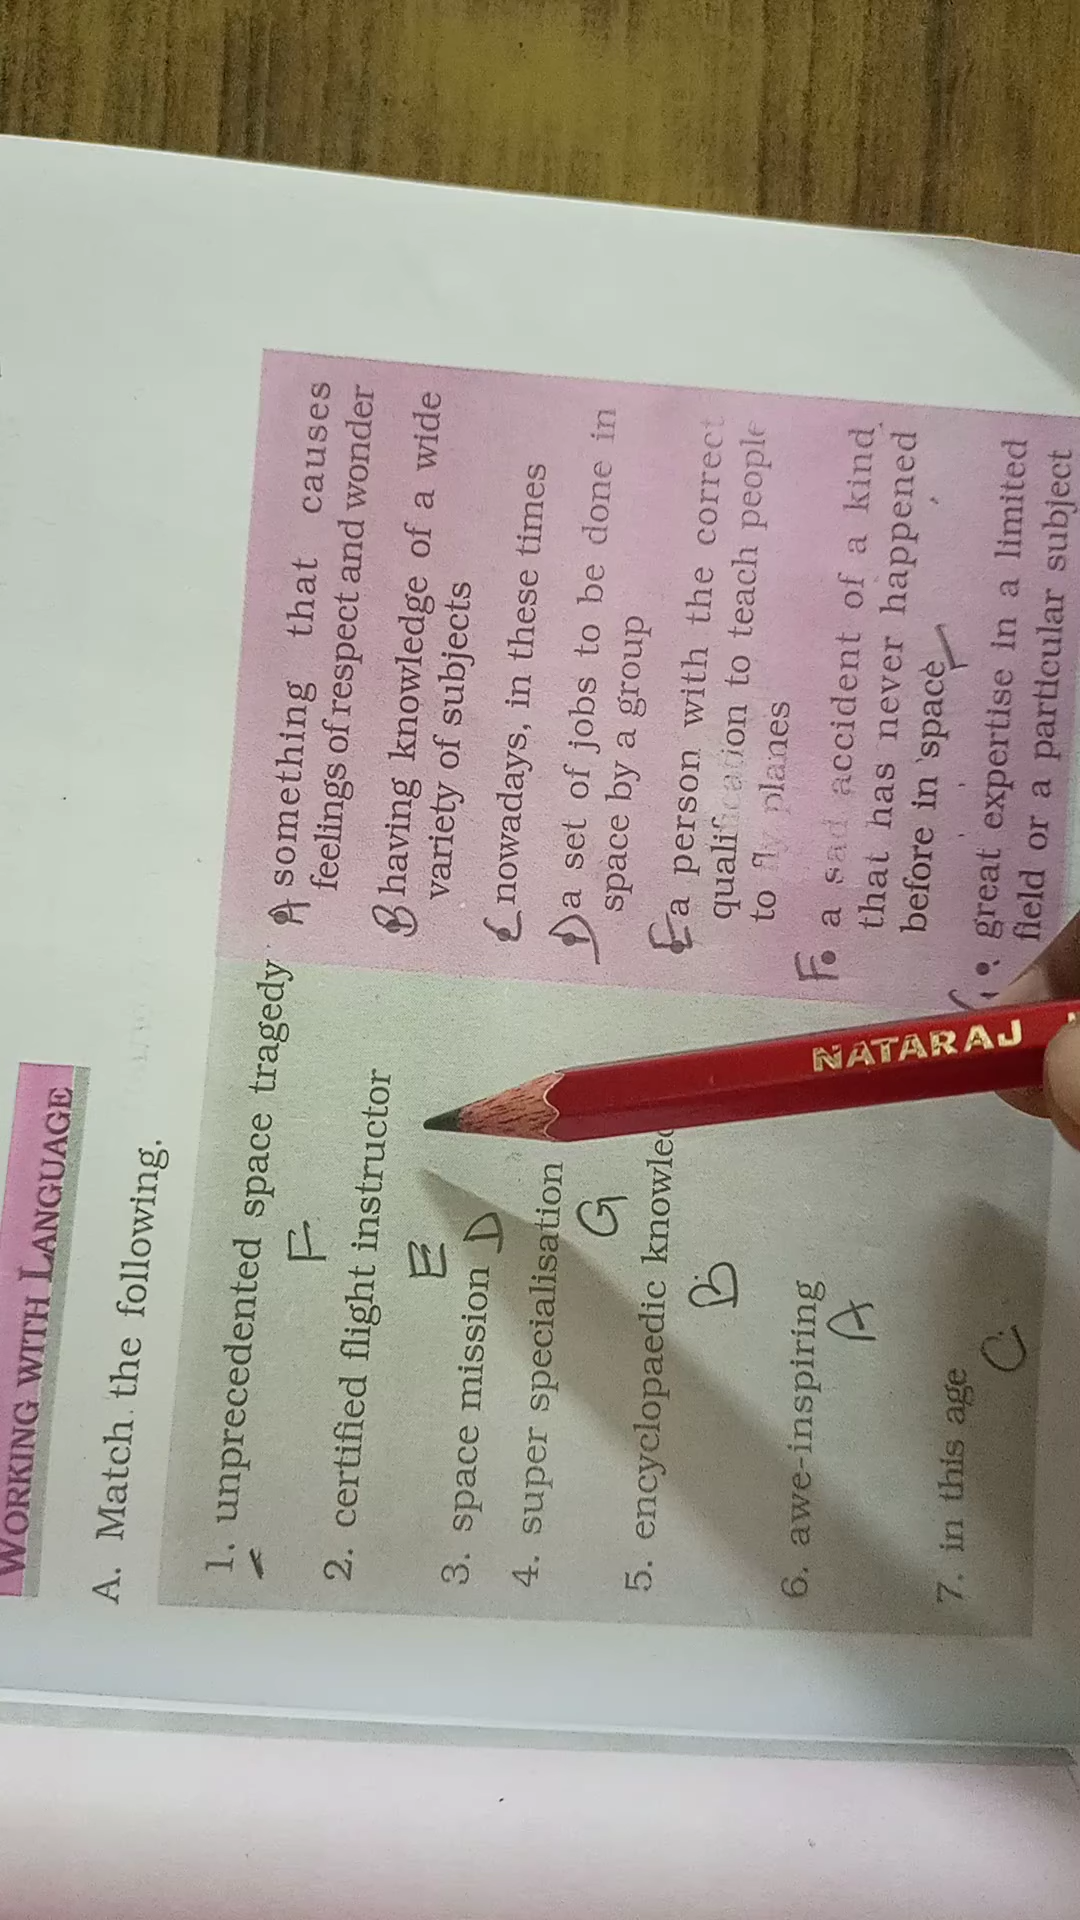 WORKING WITH LANGUAGE
A. Match the following.
1. unprecedented space tragedy
F
2. certified flight instructor
E
3. space mission D
4. super specialisation
G
5. encyclopaedic
B
6. awe-inspiring
A
7. in this age
C
A something that causes
feelings of respect and wonder
B having knowledge of a wide
variety of subjects
C nowadays, in these times
D a set of jobs to be done in
space by a group
E a person with the correct
qualification to teach people
to fly planes
F. a sad accident of a kind
that has never happened
before in space
great expertise in a limited
field or a particular subject
NATARAJ